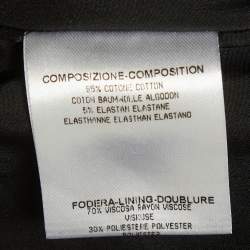 COMPOSIZIONE-COMPOSITION
95% COTONE COTTON
COTON BAUMWOLLE ALGODON
5% ELASTAN ELASTANE
ELASTHANNE ELASTHAN ELASTANO
FODERA-LINING-DOUBLURE
70% VISCOSA RAYON VISCOSE
VISKOSE
30% POLIESTERE POLYESTER